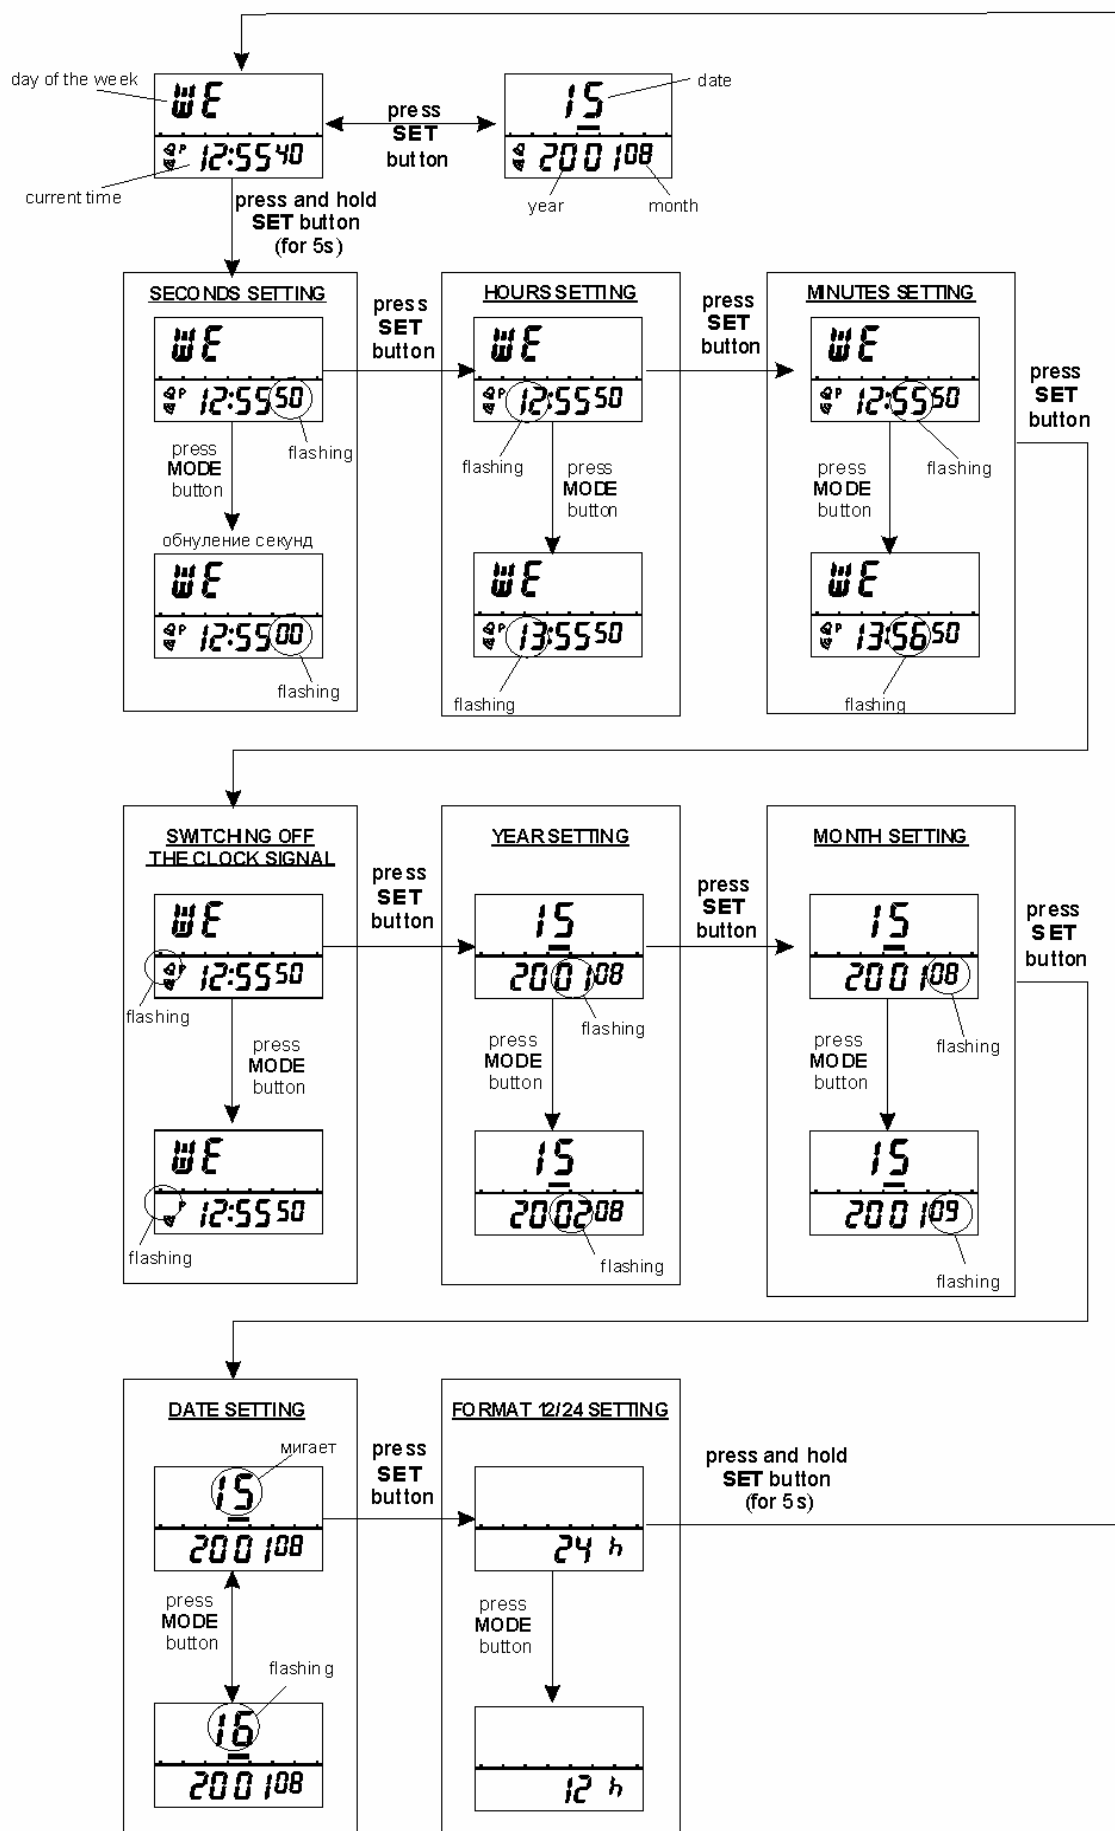 day of the week
WE
12:55 40
P
current time
press
SET
button
15
date
2001 08
year
month
press and hold
SET button
(for 5s)
SECONDS SETTING
WE
P 12:55 50
flashing
press
MODE
button
обнуление секунд
WE
P 12:55 00
flashing
press
SET
button
HOURS SETTING
WE
P 12:55 50
flashing
press
MODE
button
WE
P 13:55 50
flashing
press
SET
button
MINUTES SETTING
WE
P 12:55 50
flashing
press
MODE
button
WE
P 13:56 50
flashing
press
SET
button
SWITCHING OFF
THE CLOCK SIGNAL
WE
P 12:55 50
flashing
press
MODE
button
WE
P 12:55 50
flashing
press
SET
button
YEAR SETTING
15
2001 08
flashing
press
MODE
button
15
2002 08
flashing
press
SET
button
MONTH SETTING
15
2001 08
flashing
press
MODE
button
15
2001 09
flashing
press
SET
button
DATE SETTING
мигает
15
2001 08
press
MODE
button
flashing
16
2001 08
press
SET
button
FORMAT 12/24 SETTING
24 h
press
MODE
button
12 h
press and hold
SET button
(for 5s)